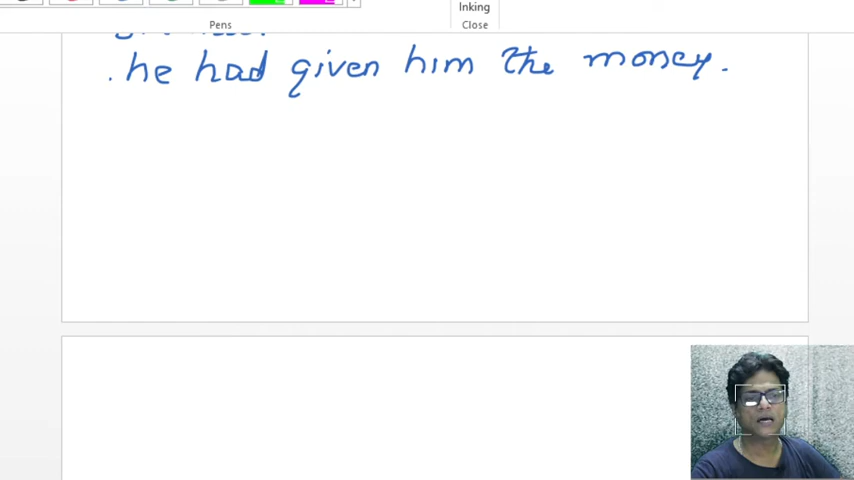 Inking
Pens
Close
. he had given him the money.